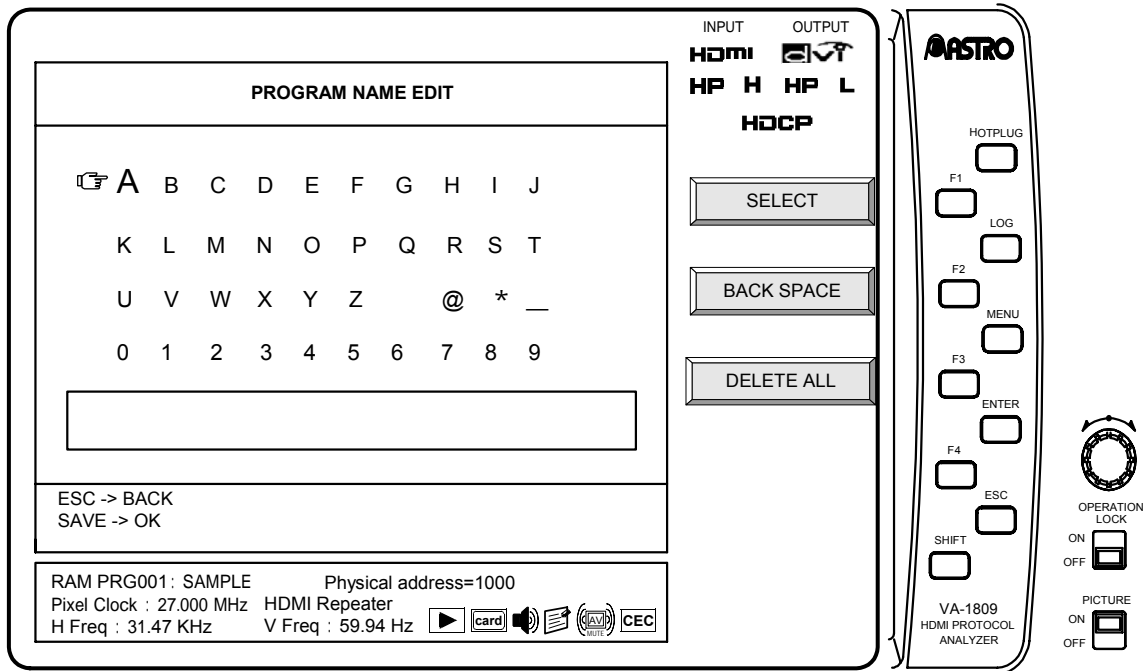 PROGRAM NAME EDIT
A B C D E F G H I J
K L M N O P Q R S T
U V W X Y Z @ * _
0 1 2 3 4 5 6 7 8 9
ESC -> BACK
SAVE -> OK
RAM PRG001 : SAMPLE Physical address=1000
Pixel Clock : 27.000 MHz HDMI Repeater
H Freq : 31.47 KHz V Freq : 59.94 Hz
card
AV
MUTE
CEC
INPUT OUTPUT
HDMI DVI
HP H HP L
HDCP
SELECT
BACK SPACE
DELETE ALL
ASTRO
HOTPLUG
F1
LOG
F2
MENU
F3
ENTER
F4
ESC
SHIFT
VA-1809
HDMI PROTOCOL
ANALYZER
OPERATION
LOCK
ON
OFF
PICTURE
ON
OFF